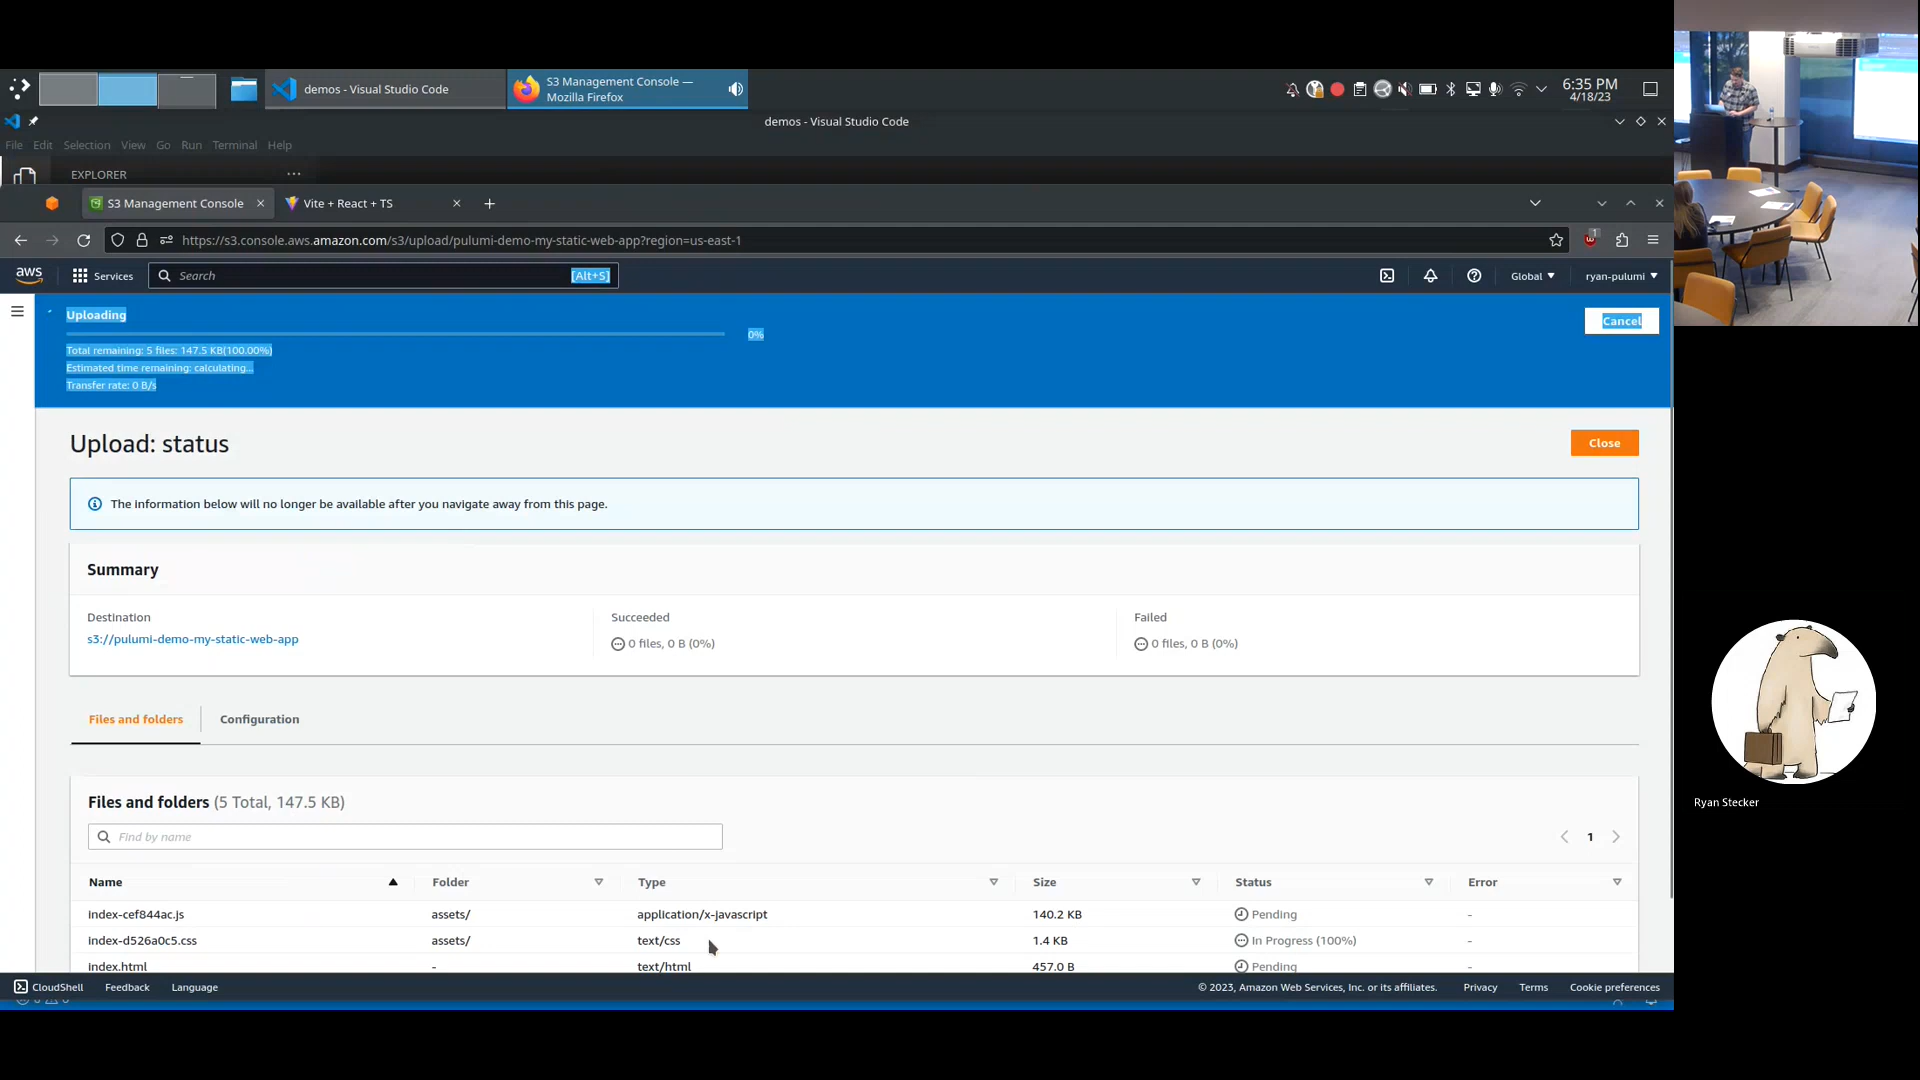 demos - Visual Studio Code
S3 Management Console —
Mozilla Firefox
6:35 PM
4/18/23
demos - Visual Studio Code
File Edit Selection View Go Run Terminal Help
EXPLORER ...
S3 Management Console
Vite + React + TS
https://s3.console.aws.amazon.com/s3/upload/pulumi-demo-my-static-web-app?region=us-east-1
1
aws
Services
Search
[Alt+S]
Global
ryan-pulumi
Uploading
0%
Cancel
Total remaining: 5 files: 147.5 KB(100.00%)
Estimated time remaining: calculating...
Transfer rate: 0 B/s
Upload: status
Close
The information below will no longer be available after you navigate away from this page.
Summary
Destination
s3://pulumi-demo-my-static-web-app
Succeeded
0 files, 0 B (0%)
Failed
0 files, 0 B (0%)
Files and folders
Configuration
Files and folders (5 Total, 147.5 KB)
Find by name
1
Name Folder Type Size Status Error
index-cef844ac.js assets/ application/x-javascript 140.2 KB Pending -
index-d526a0c5.css assets/ text/css 1.4 KB In Progress (100%) -
index.html - text/html 457.0 B Pending -
CloudShell Feedback Language
© 2023, Amazon Web Services, Inc. or its affiliates. Privacy Terms Cookie preferences
Ryan Stecker